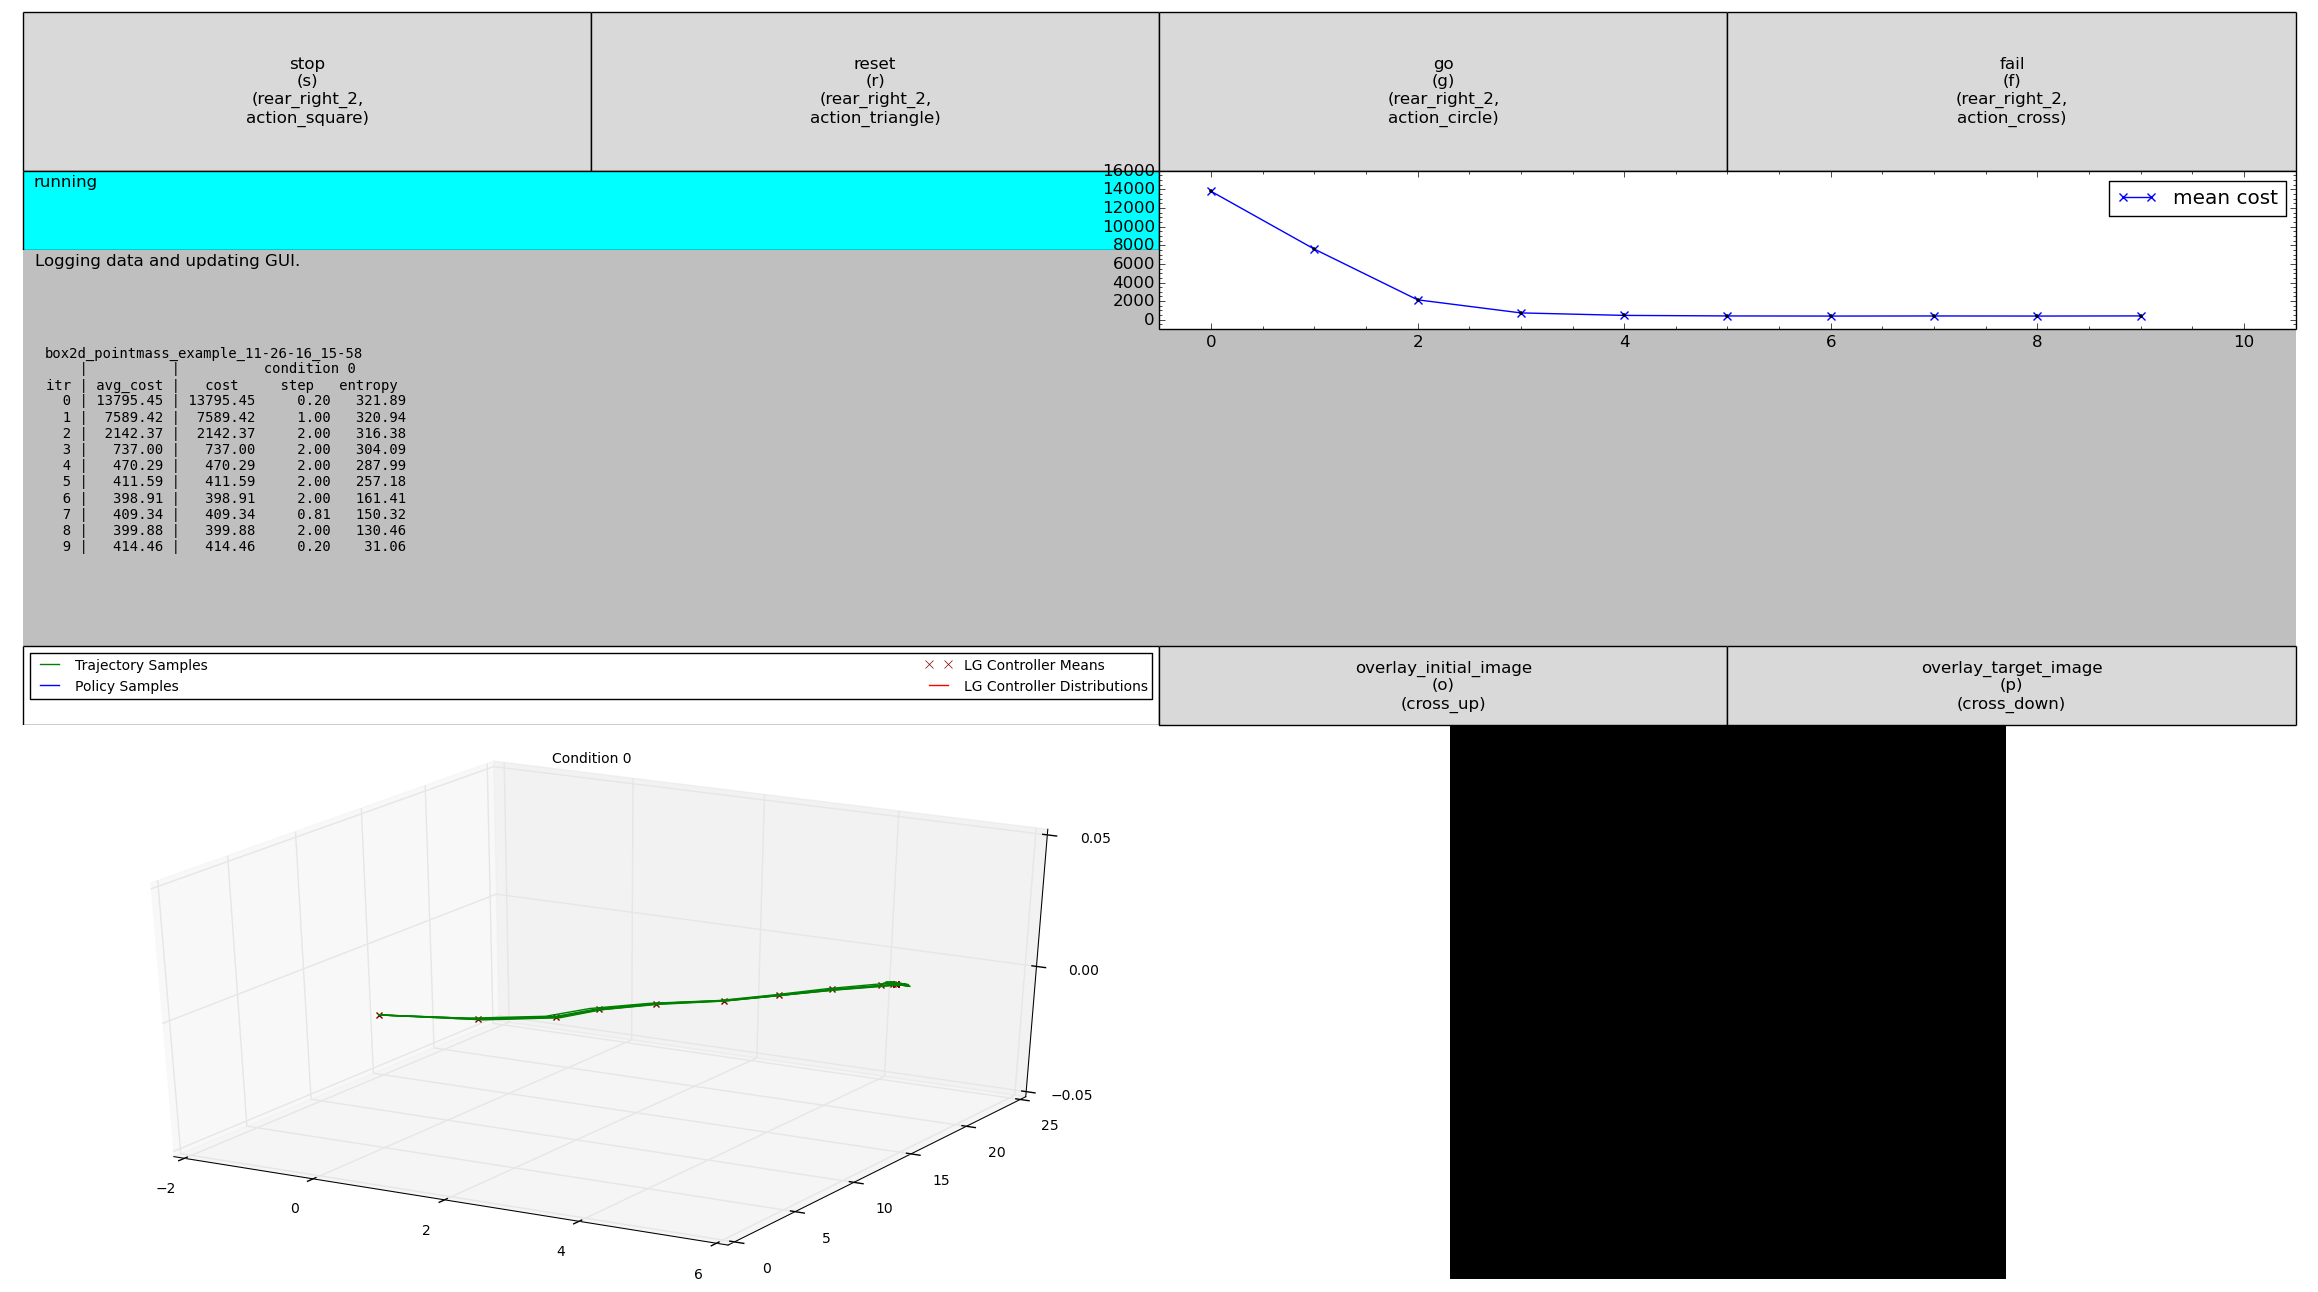 stop
(s)
(rear_right_2,
action_square)
reset
(r)
(rear_right_2,
action_triangle)
go
(g)
(rear_right_2,
action_circle)
fail
(f)
(rear_right_2,
action_cross)
running
16000
14000
12000
10000
8000
6000
4000
2000
0
mean cost
0 2 4 6 8 10
Logging data and updating GUI.
box2d_pointmass_example_11-26-16_15-58
| | condition 0
itr | avg_cost | cost step entropy
0 | 13795.45 | 13795.45 0.20 321.89
1 | 7589.42 | 7589.42 1.00 320.94
2 | 2142.37 | 2142.37 2.00 316.38
3 | 737.00 | 737.00 2.00 304.09
4 | 470.29 | 470.29 2.00 287.99
5 | 411.59 | 411.59 2.00 257.18
6 | 398.91 | 398.91 2.00 161.41
7 | 409.34 | 409.34 0.81 150.32
8 | 399.88 | 399.88 2.00 130.46
9 | 414.46 | 414.46 0.20 31.06
Trajectory Samples
Policy Samples
LG Controller Means
LG Controller Distributions
overlay_initial_image
(o)
(cross_up)
overlay_target_image
(p)
(cross_down)
Condition 0
0.05
0.00
−0.05
25
20
15
10
5
0
−2
0
2
4
6